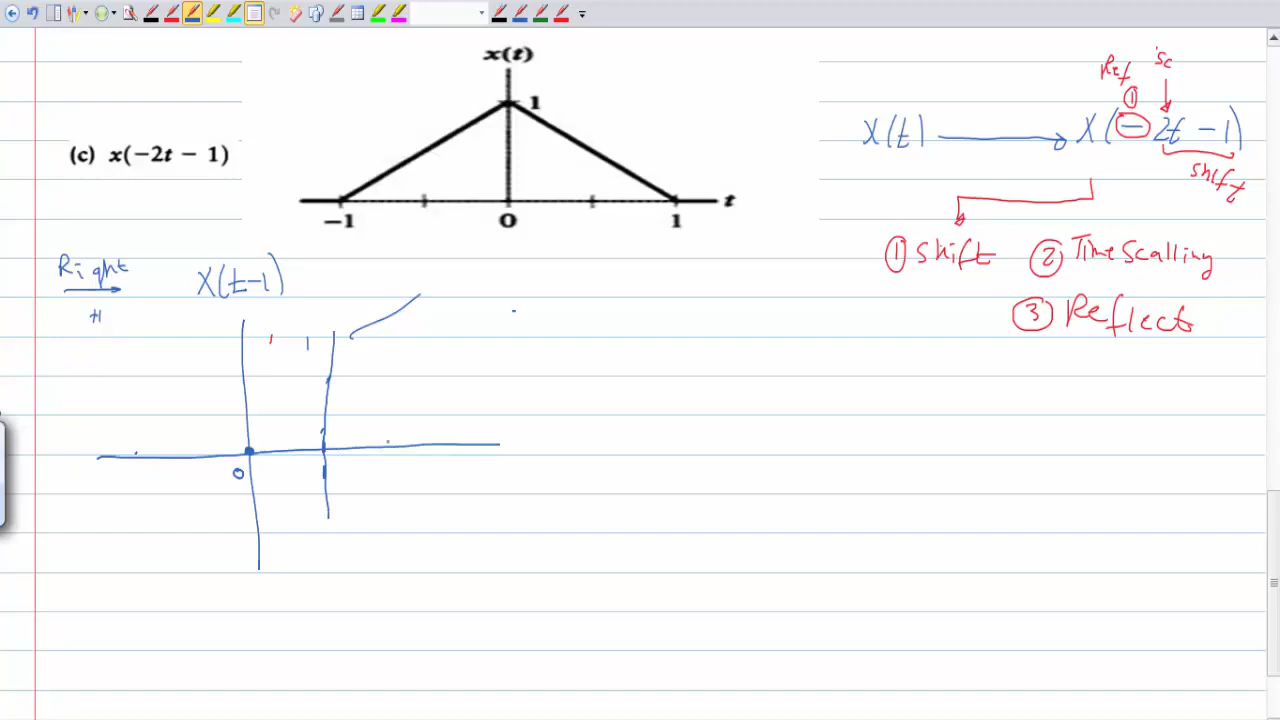 x(t)
1
(c) x(−2t − 1)
−1 0 1 t
Ref sc
①
X(t) → X(−2t −1)
shift
① Shift ② Time Scalling
③ Reflect
Right
+1
X(t−1)
0 1